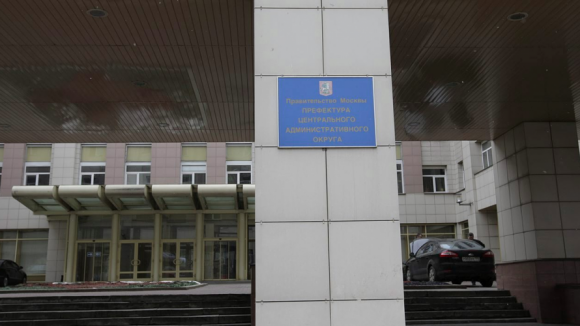 Правительство Москвы
ПРЕФЕКТУРА
ЦЕНТРАЛЬНОГО
АДМИНИСТРАТИВНОГО
ОКРУГА